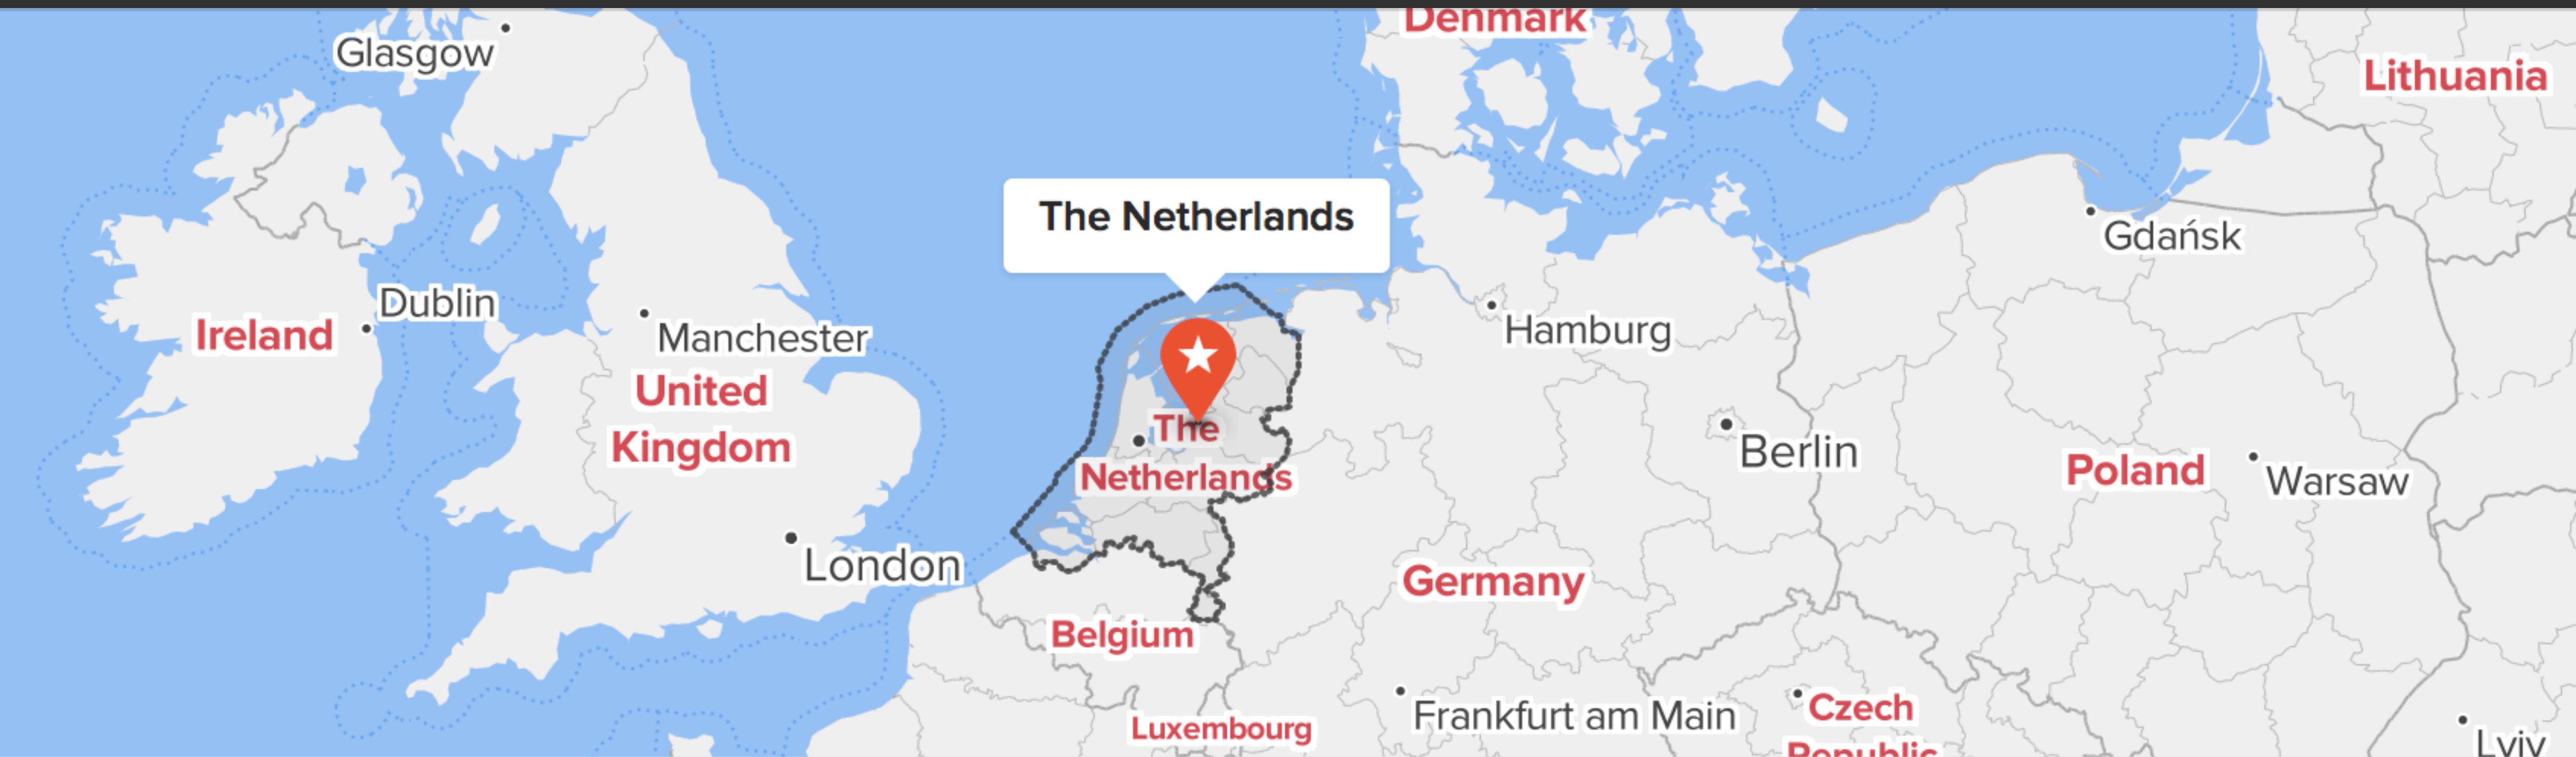 Denmark
Glasgow
Lithuania
The Netherlands
Gdańsk
Dublin
Ireland
Manchester
Hamburg
United
Kingdom
The
Netherlands
Berlin
Poland
Warsaw
London
Germany
Belgium
Luxembourg
Frankfurt am Main
Czech
Republic
Lviv